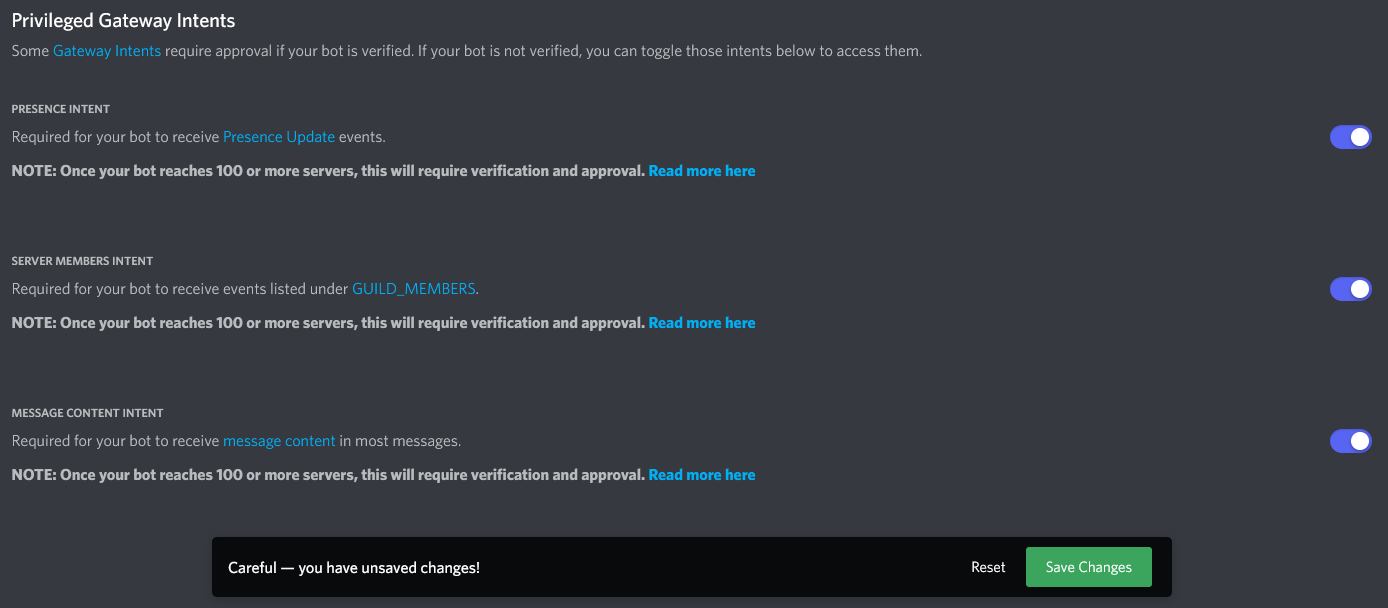 Privileged Gateway Intents
Some Gateway Intents require approval if your bot is verified. If your bot is not verified, you can toggle those intents below to access them.
PRESENCE INTENT
Required for your bot to receive Presence Update events.
NOTE: Once your bot reaches 100 or more servers, this will require verification and approval. Read more here
SERVER MEMBERS INTENT
Required for your bot to receive events listed under GUILD_MEMBERS.
NOTE: Once your bot reaches 100 or more servers, this will require verification and approval. Read more here
MESSAGE CONTENT INTENT
Required for your bot to receive message content in most messages.
NOTE: Once your bot reaches 100 or more servers, this will require verification and approval. Read more here
Careful — you have unsaved changes! Reset Save Changes